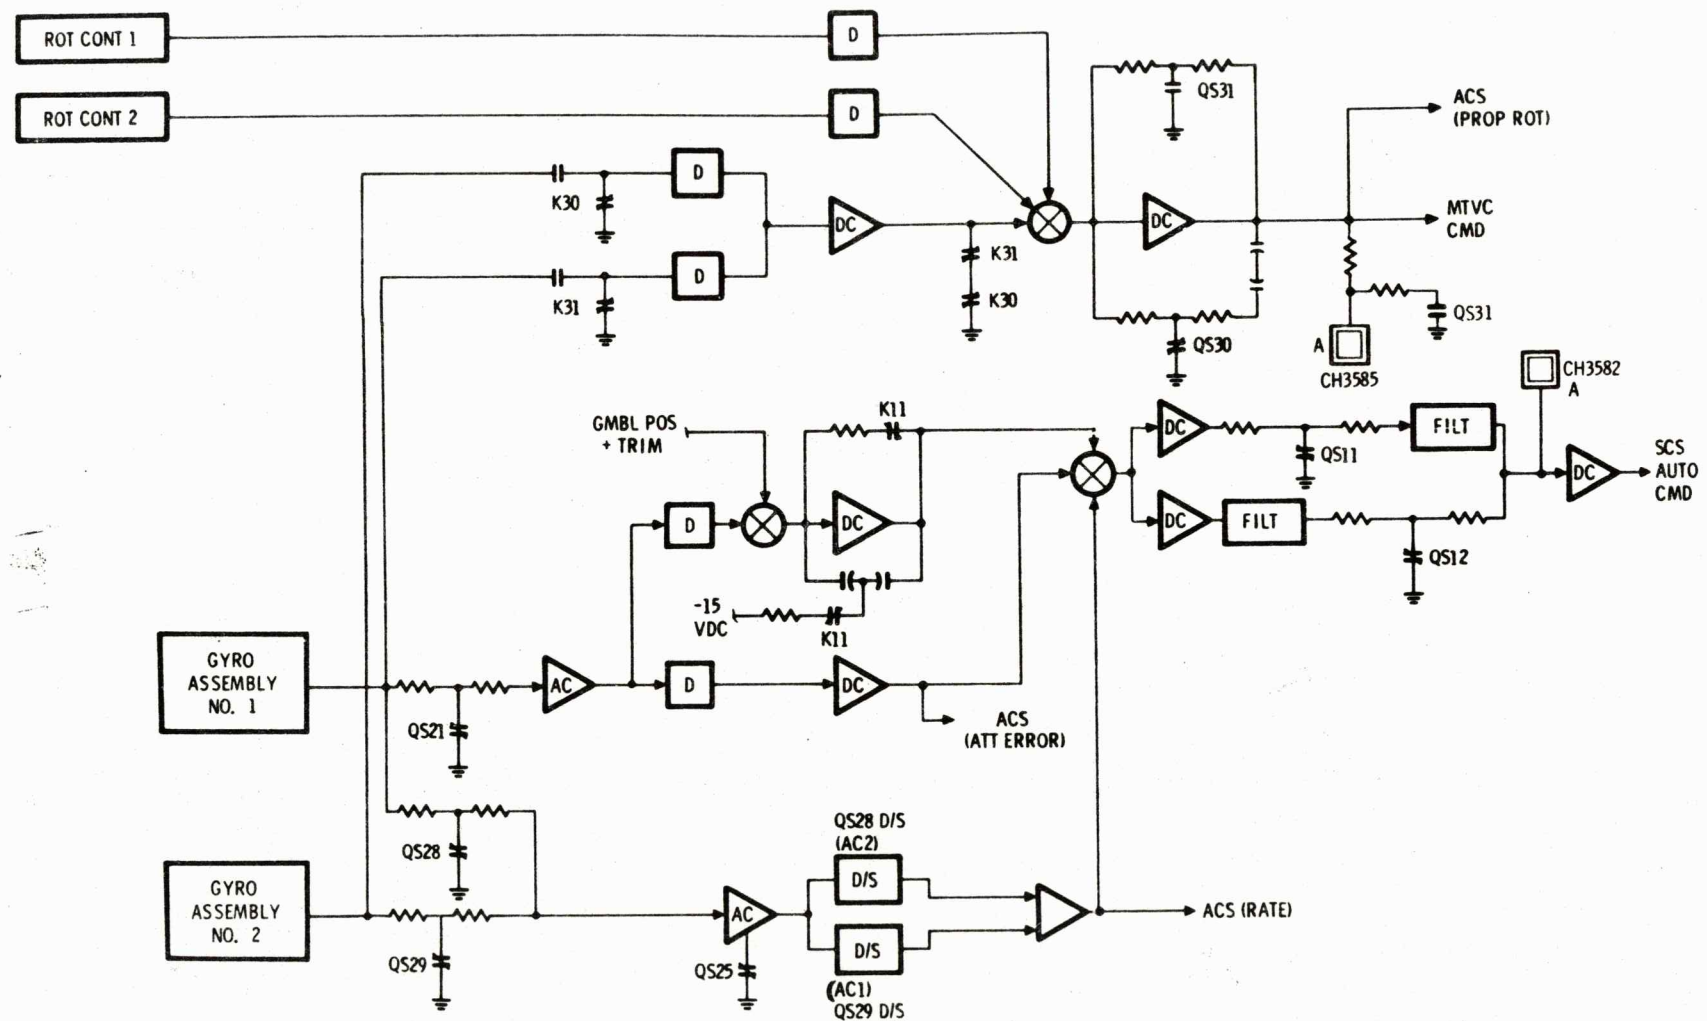 ROT CONT 1
D
ROT CONT 2
D
QS31
ACS
(PROP ROT)
K30
D
DC
K31
K30
DC
MTVC
CMD
K31
D
QS30
QS31
A
CH3585
CH3582
A
GMBL POS
+ TRIM
K11
DC
QS11
FILT
DC
SCS
AUTO
CMD
D
DC
DC
FILT
QS12
-15
VDC
K11
GYRO
ASSEMBLY
NO. 1
AC
D
DC
QS21
ACS
(ATT ERROR)
QS28
QS28 D/S
(AC2)
D/S
GYRO
ASSEMBLY
NO. 2
AC
ACS (RATE)
D/S
QS29
QS25
(AC1)
QS29 D/S